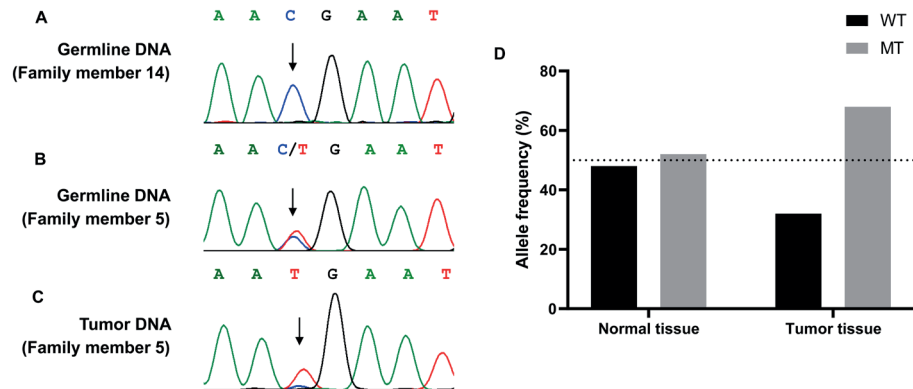 A
A A C G A A T
Germline DNA
(Family member 14)
B
A A C/T G A A T
Germline DNA
(Family member 5)
C
A A T G A A T
Tumor DNA
(Family member 5)
D
WT
MT
Allele frequency (%)
80
60
40
20
0
Normal tissue
Tumor tissue